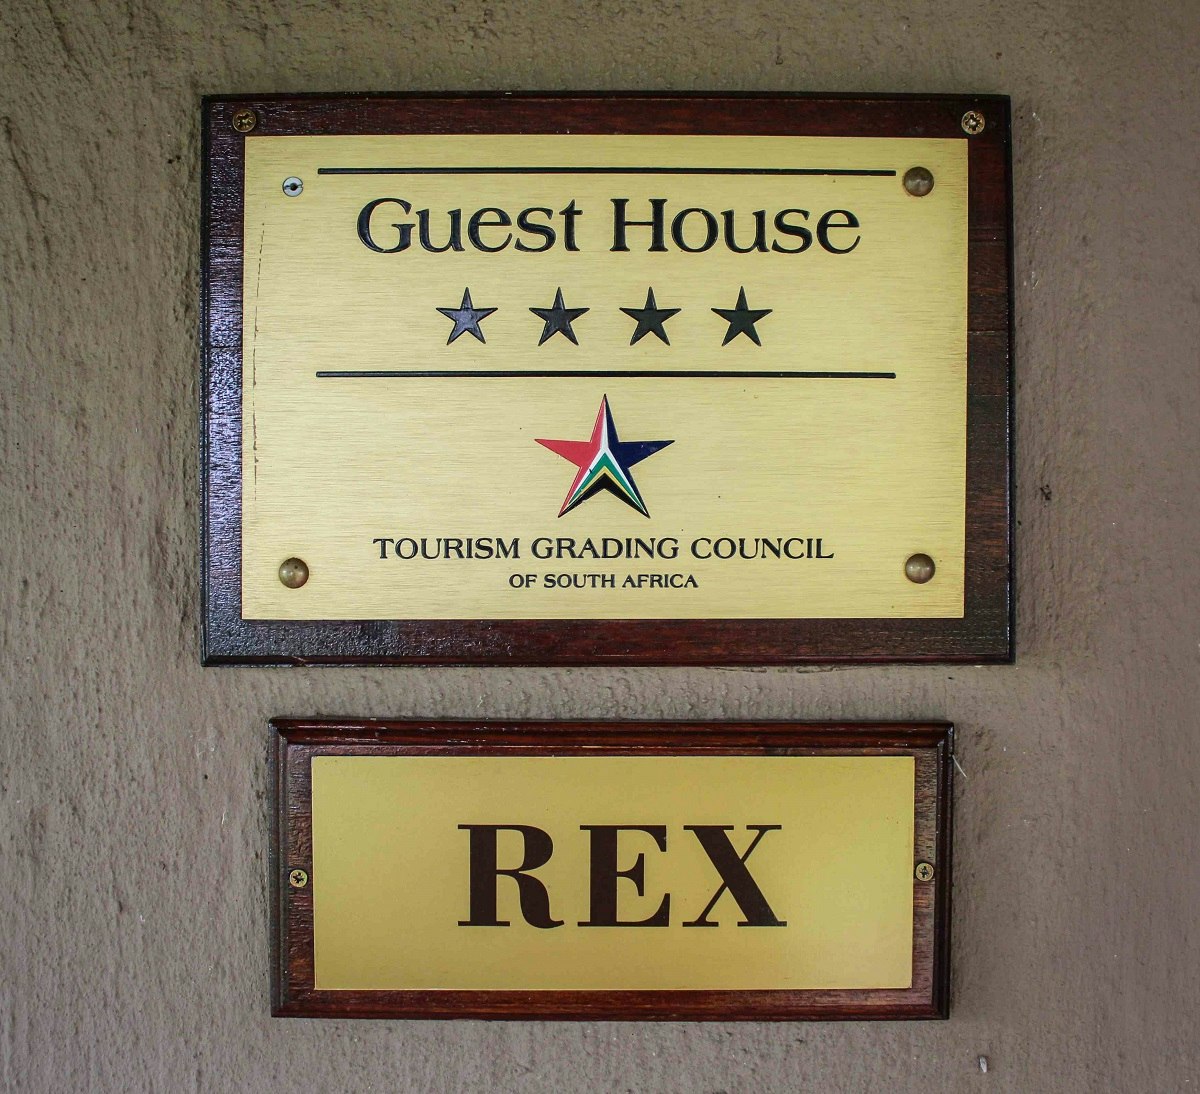 Guest House
TOURISM GRADING COUNCIL
OF SOUTH AFRICA
REX